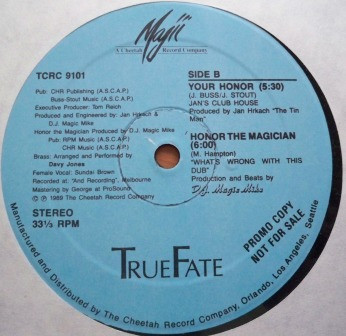 Majii
A Cheetah Record Company
TCRC 9101
Pub: CHR Publishing (A.S.C.A.P.)
Buss-Stout Music (A.S.C.A.P.)
Executive Producer: Tom Reich
Produced and Engineered by: Jan Hrkach &
D.J. Magic Mike
Honor the Magician Produced by D.J. Magic Mike
Pub: RPM Music (A.S.C.A.P.)
CHR Music (A.S.C.A.P.)
Brass: Arranged and Performed by
Davy Jones
Female Vocal: Sundai Brown
Recorded at, "And Recording", Melbourne
Mastering by George at ProSound
© ℗ 1989 The Cheetah Record Company
STEREO
33⅓ RPM
SIDE B
YOUR HONOR (5:30)
(J. BUSS/J. STOUT)
JAN'S CLUB HOUSE
Produced by Jan Hrkach "The Tin
Man"
HONOR THE MAGICIAN
(6:00)
(M. Hampton)
"WHAT'S WRONG WITH THIS
DUB"
Production and Beats by
D.J. Magic Mike
PROMO COPY
NOT FOR SALE
TRUEFATE
Manufactured and Distributed by The Cheetah Record Company, Orlando, Los Angeles, Seattle